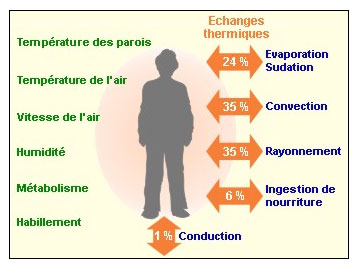 Echanges
thermiques
Température des parois
Température de l'air
Vitesse de l'air
Humidité
Métabolisme
Habillement
24 %
Evaporation
Sudation
35 %
Convection
35 %
Rayonnement
6 %
Ingestion de
nourriture
1 %
Conduction